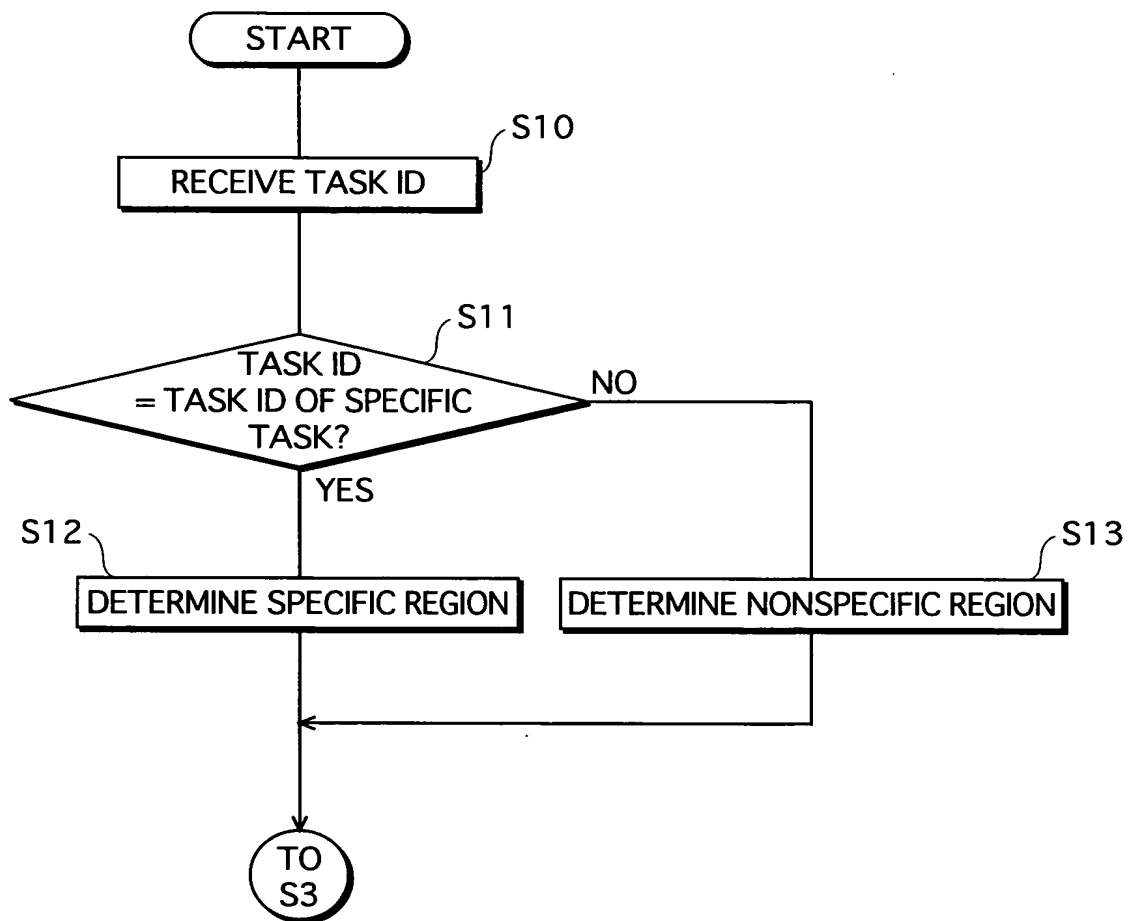 START
S10
RECEIVE TASK ID
S11
TASK ID
= TASK ID OF SPECIFIC
TASK?
NO
YES
S12
S13
DETERMINE SPECIFIC REGION
DETERMINE NONSPECIFIC REGION
TO
S3